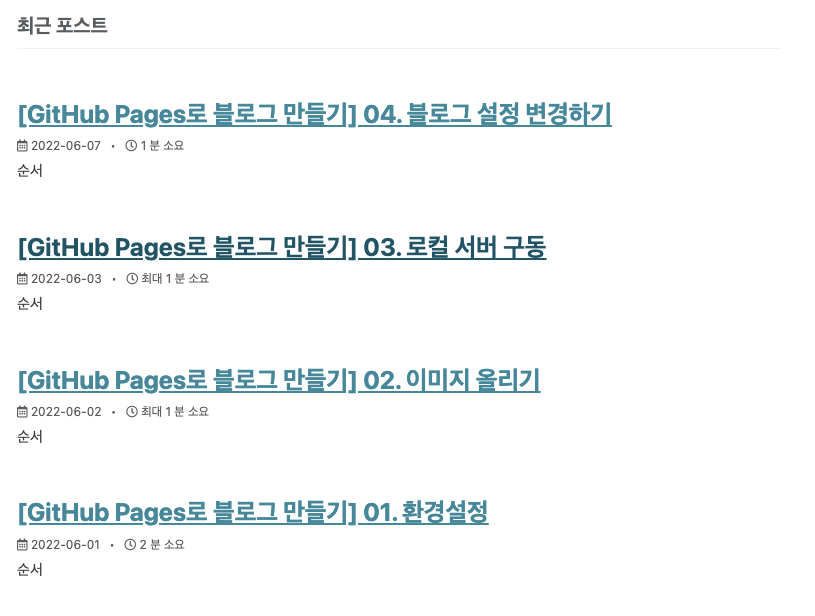 최근 포스트
[GitHub Pages로 블로그 만들기] 04. 블로그 설정 변경하기
2022-06-07 • 1 분 소요
순서
[GitHub Pages로 블로그 만들기] 03. 로컬 서버 구동
2022-06-03 • 최대 1 분 소요
순서
[GitHub Pages로 블로그 만들기] 02. 이미지 올리기
2022-06-02 • 최대 1 분 소요
순서
[GitHub Pages로 블로그 만들기] 01. 환경설정
2022-06-01 • 2 분 소요
순서